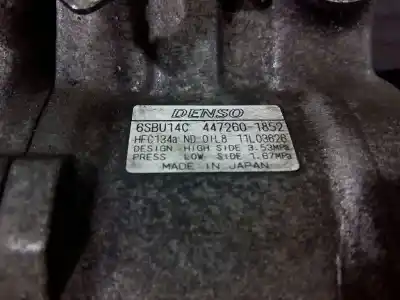 DENSO
6SBU14C 447260-1852
HFC134a ND OIL8 11L03628
DESIGN HIGH SIDE 3.53MPa
PRESS LOW SIDE 1.67MPa
MADE IN JAPAN